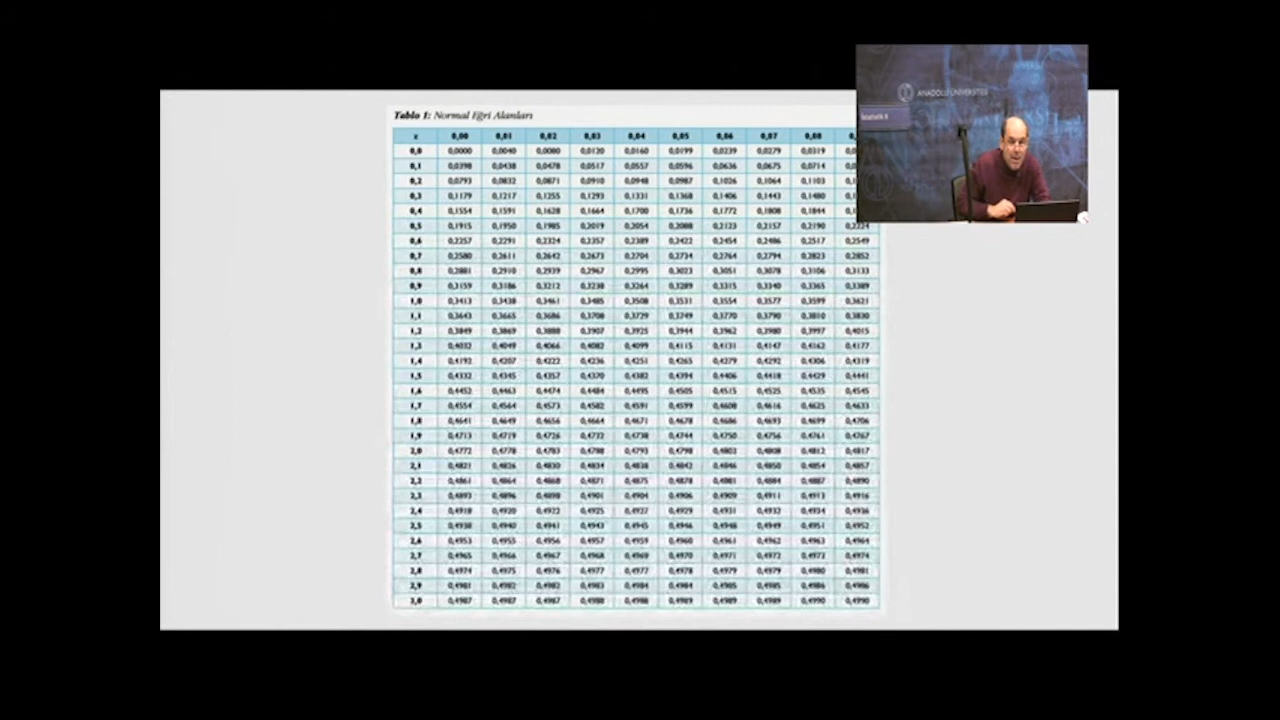 ANADOLU ÜNİVERSİTESİ
İstatistik II
Tablo 1: Normal Eğri Alanları
z 0,00 0,01 0,02 0,03 0,04 0,05 0,06 0,07 0,08
0,0 0,0000 0,0040 0,0080 0,0120 0,0160 0,0199 0,0239 0,0279 0,0319
0,1 0,0398 0,0438 0,0478 0,0517 0,0557 0,0596 0,0636 0,0675 0,0714
0,2 0,0793 0,0832 0,0871 0,0910 0,0948 0,0987 0,1026 0,1064 0,1103
0,3 0,1179 0,1217 0,1255 0,1293 0,1331 0,1368 0,1406 0,1443 0,1480
0,4 0,1554 0,1591 0,1628 0,1664 0,1700 0,1736 0,1772 0,1808 0,1844
0,5 0,1915 0,1950 0,1985 0,2019 0,2054 0,2088 0,2123 0,2157 0,2190 0,2224
0,6 0,2257 0,2291 0,2324 0,2357 0,2389 0,2422 0,2454 0,2486 0,2517 0,2549
0,7 0,2580 0,2611 0,2642 0,2673 0,2704 0,2734 0,2764 0,2794 0,2823 0,2852
0,8 0,2881 0,2910 0,2939 0,2967 0,2995 0,3023 0,3051 0,3078 0,3106 0,3133
0,9 0,3159 0,3186 0,3212 0,3238 0,3264 0,3289 0,3315 0,3340 0,3365 0,3389
1,0 0,3413 0,3438 0,3461 0,3485 0,3508 0,3531 0,3554 0,3577 0,3599 0,3621
1,1 0,3643 0,3665 0,3686 0,3708 0,3729 0,3749 0,3770 0,3790 0,3810 0,3830
1,2 0,3849 0,3869 0,3888 0,3907 0,3925 0,3944 0,3962 0,3980 0,3997 0,4015
1,3 0,4032 0,4049 0,4066 0,4082 0,4099 0,4115 0,4131 0,4147 0,4162 0,4177
1,4 0,4192 0,4207 0,4222 0,4236 0,4251 0,4265 0,4279 0,4292 0,4306 0,4319
1,5 0,4332 0,4345 0,4357 0,4370 0,4382 0,4394 0,4406 0,4418 0,4429 0,4441
1,6 0,4452 0,4463 0,4474 0,4484 0,4495 0,4505 0,4515 0,4525 0,4535 0,4545
1,7 0,4554 0,4564 0,4573 0,4582 0,4591 0,4599 0,4608 0,4616 0,4625 0,4633
1,8 0,4641 0,4649 0,4656 0,4664 0,4671 0,4678 0,4686 0,4693 0,4699 0,4706
1,9 0,4713 0,4719 0,4726 0,4732 0,4738 0,4744 0,4750 0,4756 0,4761 0,4767
2,0 0,4772 0,4778 0,4783 0,4788 0,4793 0,4798 0,4803 0,4808 0,4812 0,4817
2,1 0,4821 0,4826 0,4830 0,4834 0,4838 0,4842 0,4846 0,4850 0,4854 0,4857
2,2 0,4861 0,4864 0,4868 0,4871 0,4875 0,4878 0,4881 0,4884 0,4887 0,4890
2,3 0,4893 0,4896 0,4898 0,4901 0,4904 0,4906 0,4909 0,4911 0,4913 0,4916
2,4 0,4918 0,4920 0,4922 0,4925 0,4927 0,4929 0,4931 0,4932 0,4934 0,4936
2,5 0,4938 0,4940 0,4941 0,4943 0,4945 0,4946 0,4948 0,4949 0,4951 0,4952
2,6 0,4953 0,4955 0,4956 0,4957 0,4959 0,4960 0,4961 0,4962 0,4963 0,4964
2,7 0,4965 0,4966 0,4967 0,4968 0,4969 0,4970 0,4971 0,4972 0,4973 0,4974
2,8 0,4974 0,4975 0,4976 0,4977 0,4977 0,4978 0,4979 0,4979 0,4980 0,4981
2,9 0,4981 0,4982 0,4982 0,4983 0,4984 0,4984 0,4985 0,4985 0,4986 0,4986
3,0 0,4987 0,4987 0,4987 0,4988 0,4988 0,4989 0,4989 0,4989 0,4990 0,4990